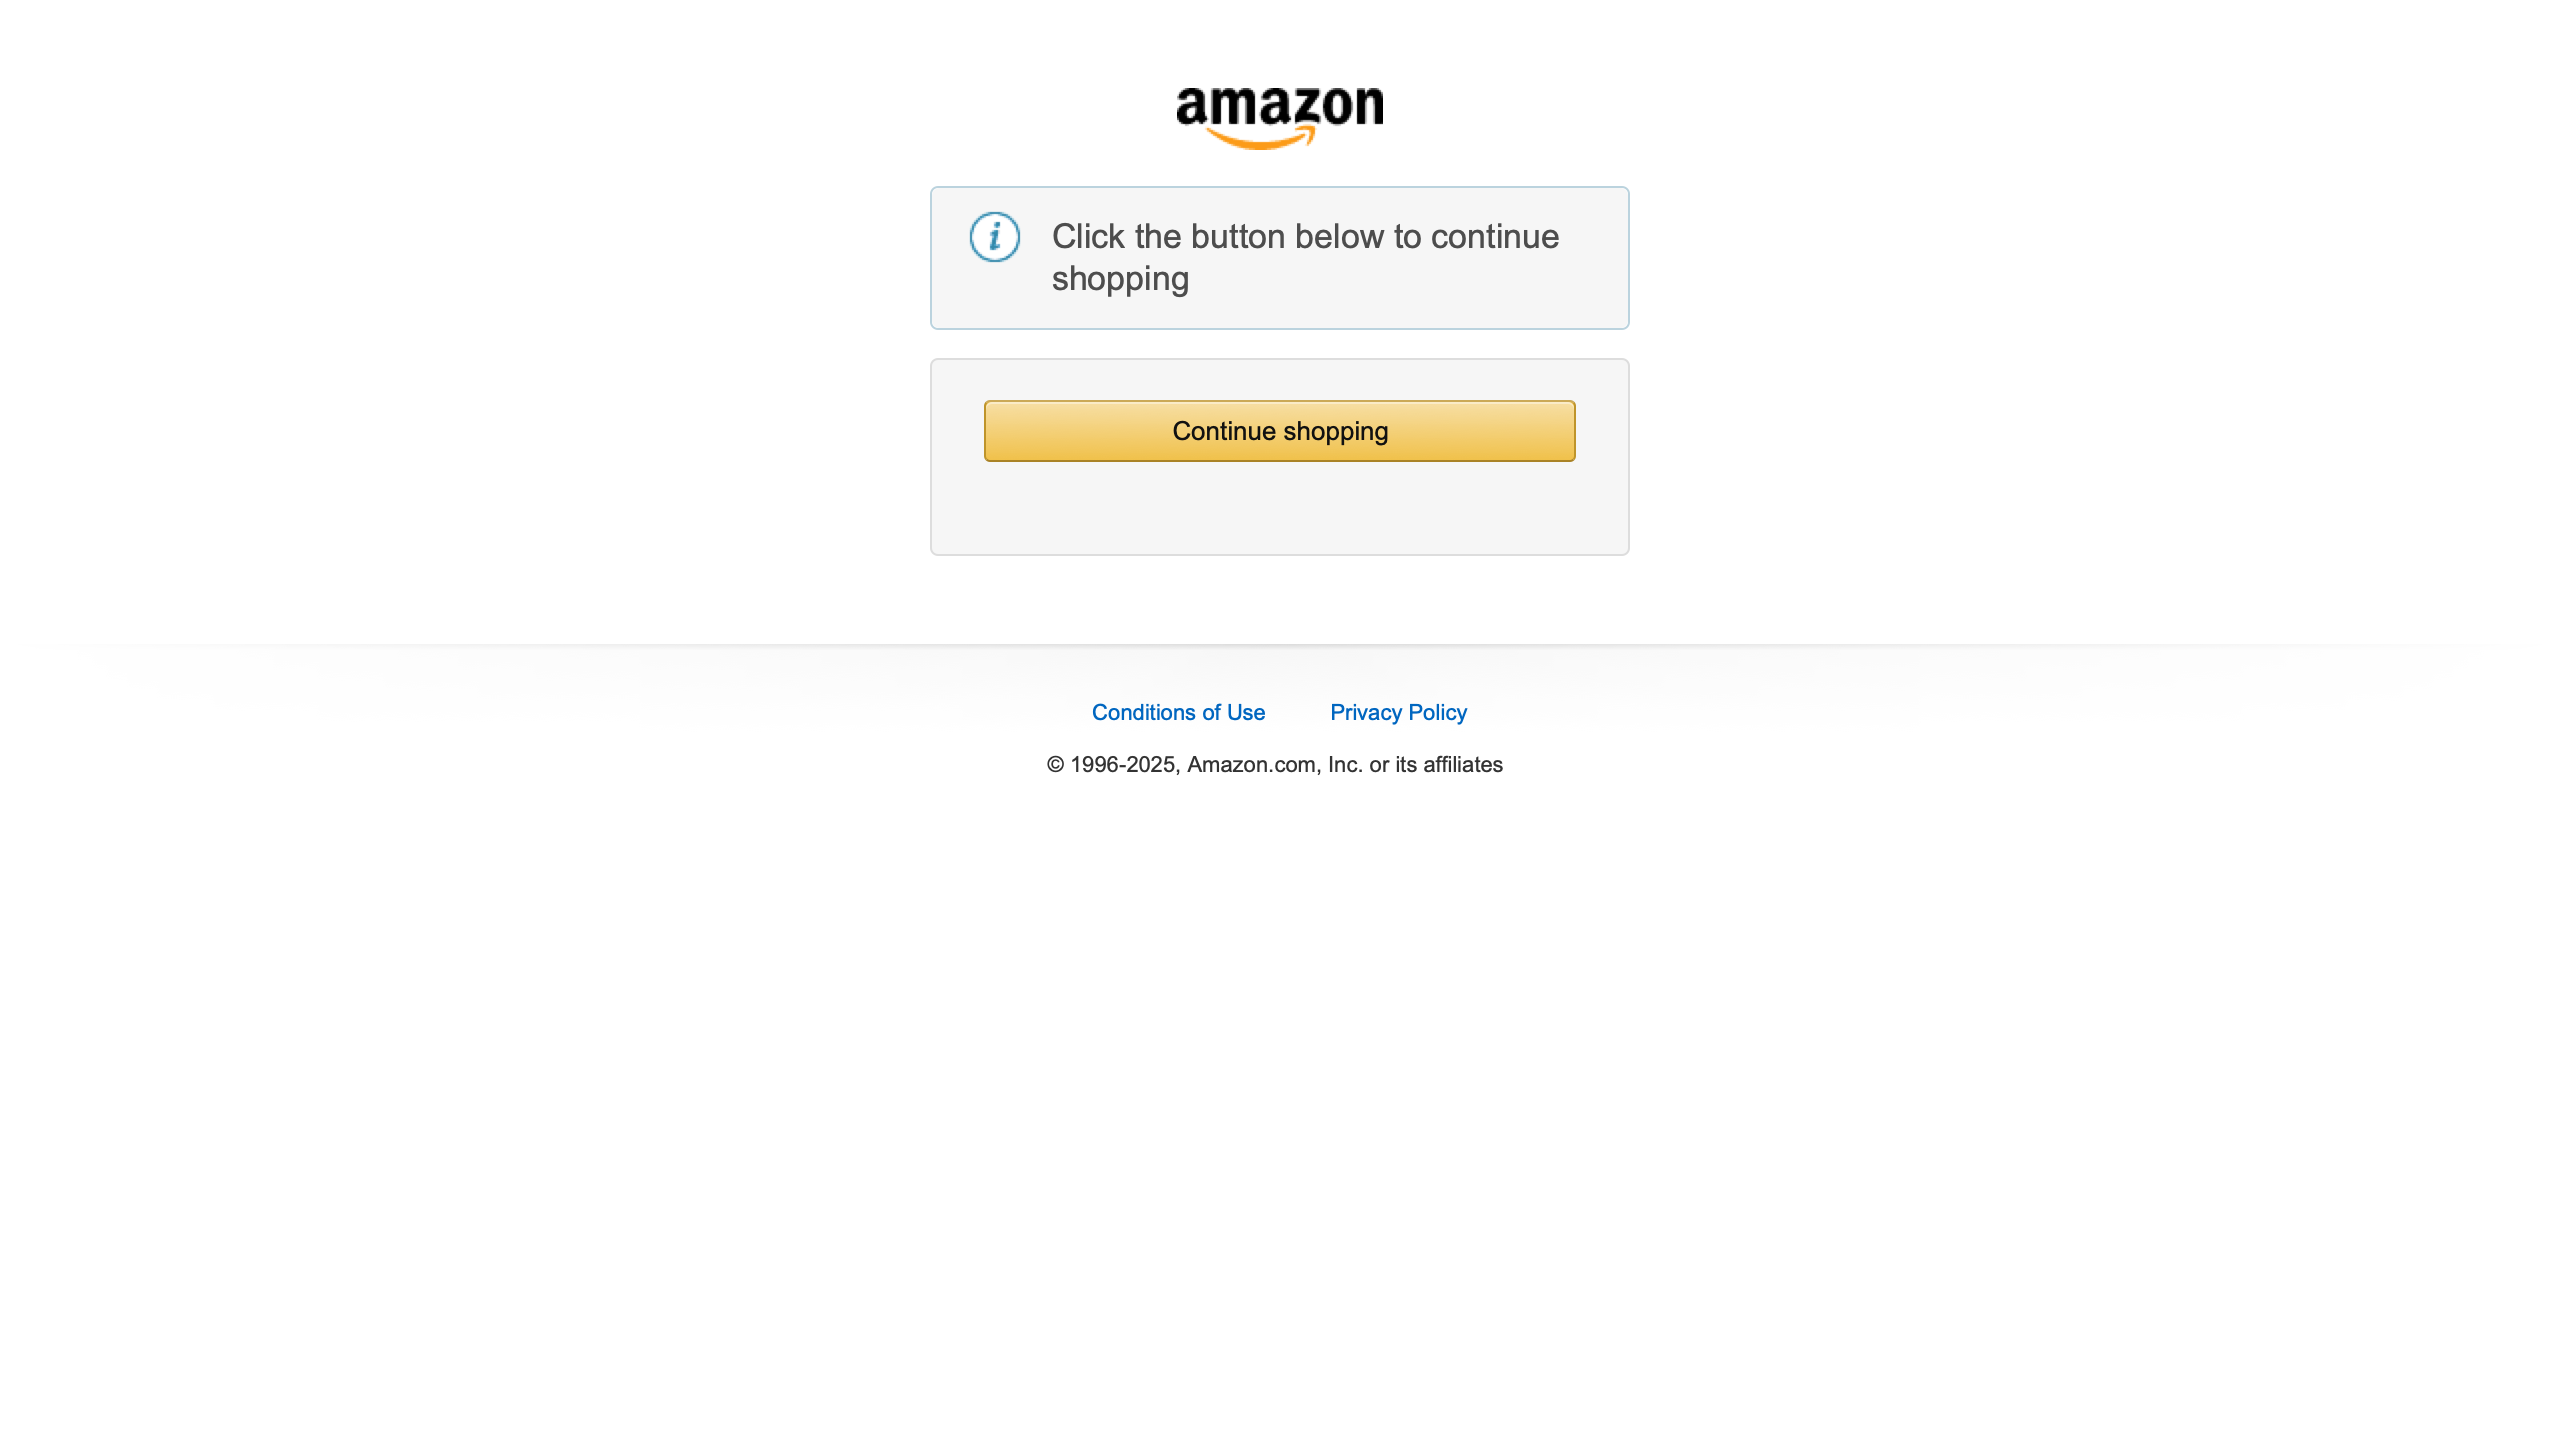 amazon
Click the button below to continue
shopping
Continue shopping
Conditions of Use Privacy Policy
© 1996-2025, Amazon.com, Inc. or its affiliates